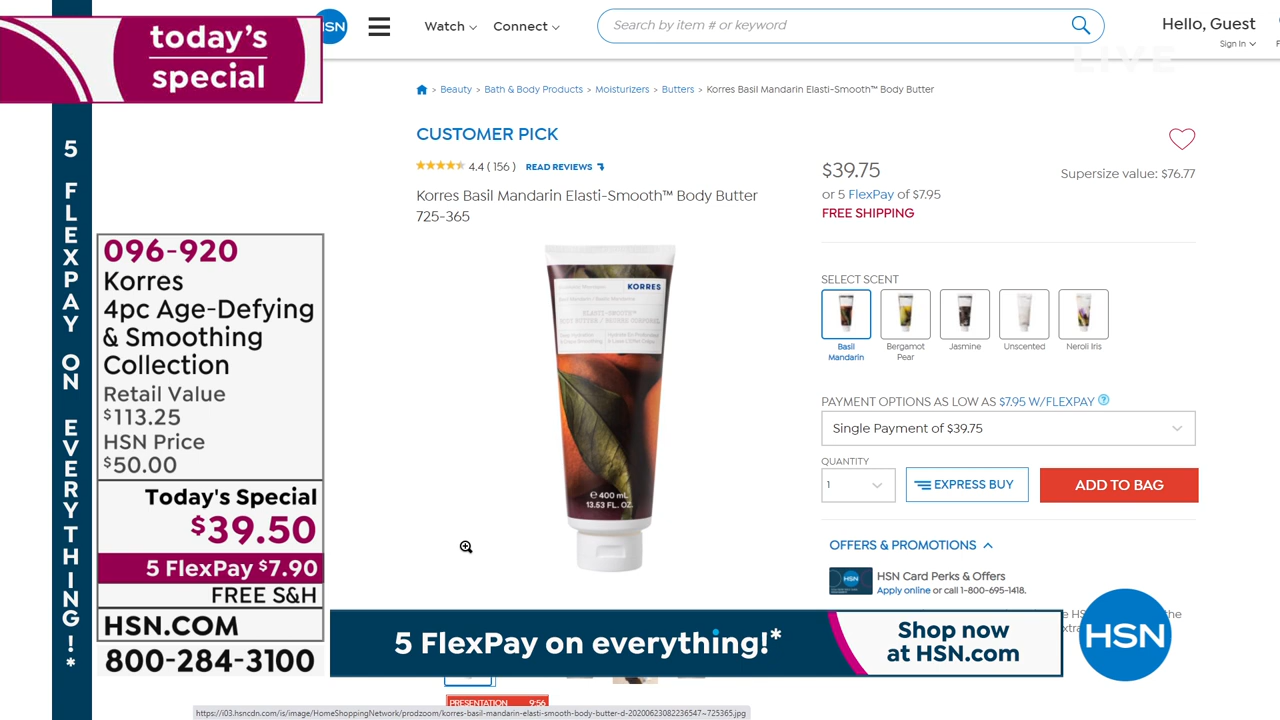 today's
special
HSN
Watch
Connect
Search by item # or keyword
Hello, Guest
Sign In
LIVE
Beauty > Bath & Body Products > Moisturizers > Butters > Korres Basil Mandarin Elasti-Smooth™ Body Butter
CUSTOMER PICK
4.4 ( 156 ) READ REVIEWS
Korres Basil Mandarin Elasti-Smooth™ Body Butter
725-365
$39.75
Supersize value: $76.77
or 5 FlexPay of $7.95
FREE SHIPPING
SELECT SCENT
Basil Mandarin
Bergamot Pear
Jasmine
Unscented
Neroli Iris
PAYMENT OPTIONS AS LOW AS $7.95 W/FLEXPAY ?
Single Payment of $39.75
QUANTITY
1
EXPRESS BUY
ADD TO BAG
OFFERS & PROMOTIONS
HSN
HSN Card Perks & Offers
Apply online or call 1-800-695-1418.
KORRES
ELASTI-SMOOTH™
e 400 mL
13.53 FL. OZ.
5 FLEXPAY ON EVERYTHING!*
096-920
Korres
4pc Age-Defying
& Smoothing
Collection
Retail Value
$113.25
HSN Price
$50.00
Today's Special
$39.50
5 FlexPay $7.90
FREE S&H
HSN.COM
800-284-3100
5 FlexPay on everything!*
Shop now
at HSN.com
HSN
PRESENTATION 9:56
https://i03.hsncdn.com/is/image/HomeShoppingNetwork/prodzoom/korres-basil-mandarin-elasti-smooth-body-butter-d-20200623082236547~725365.jpg